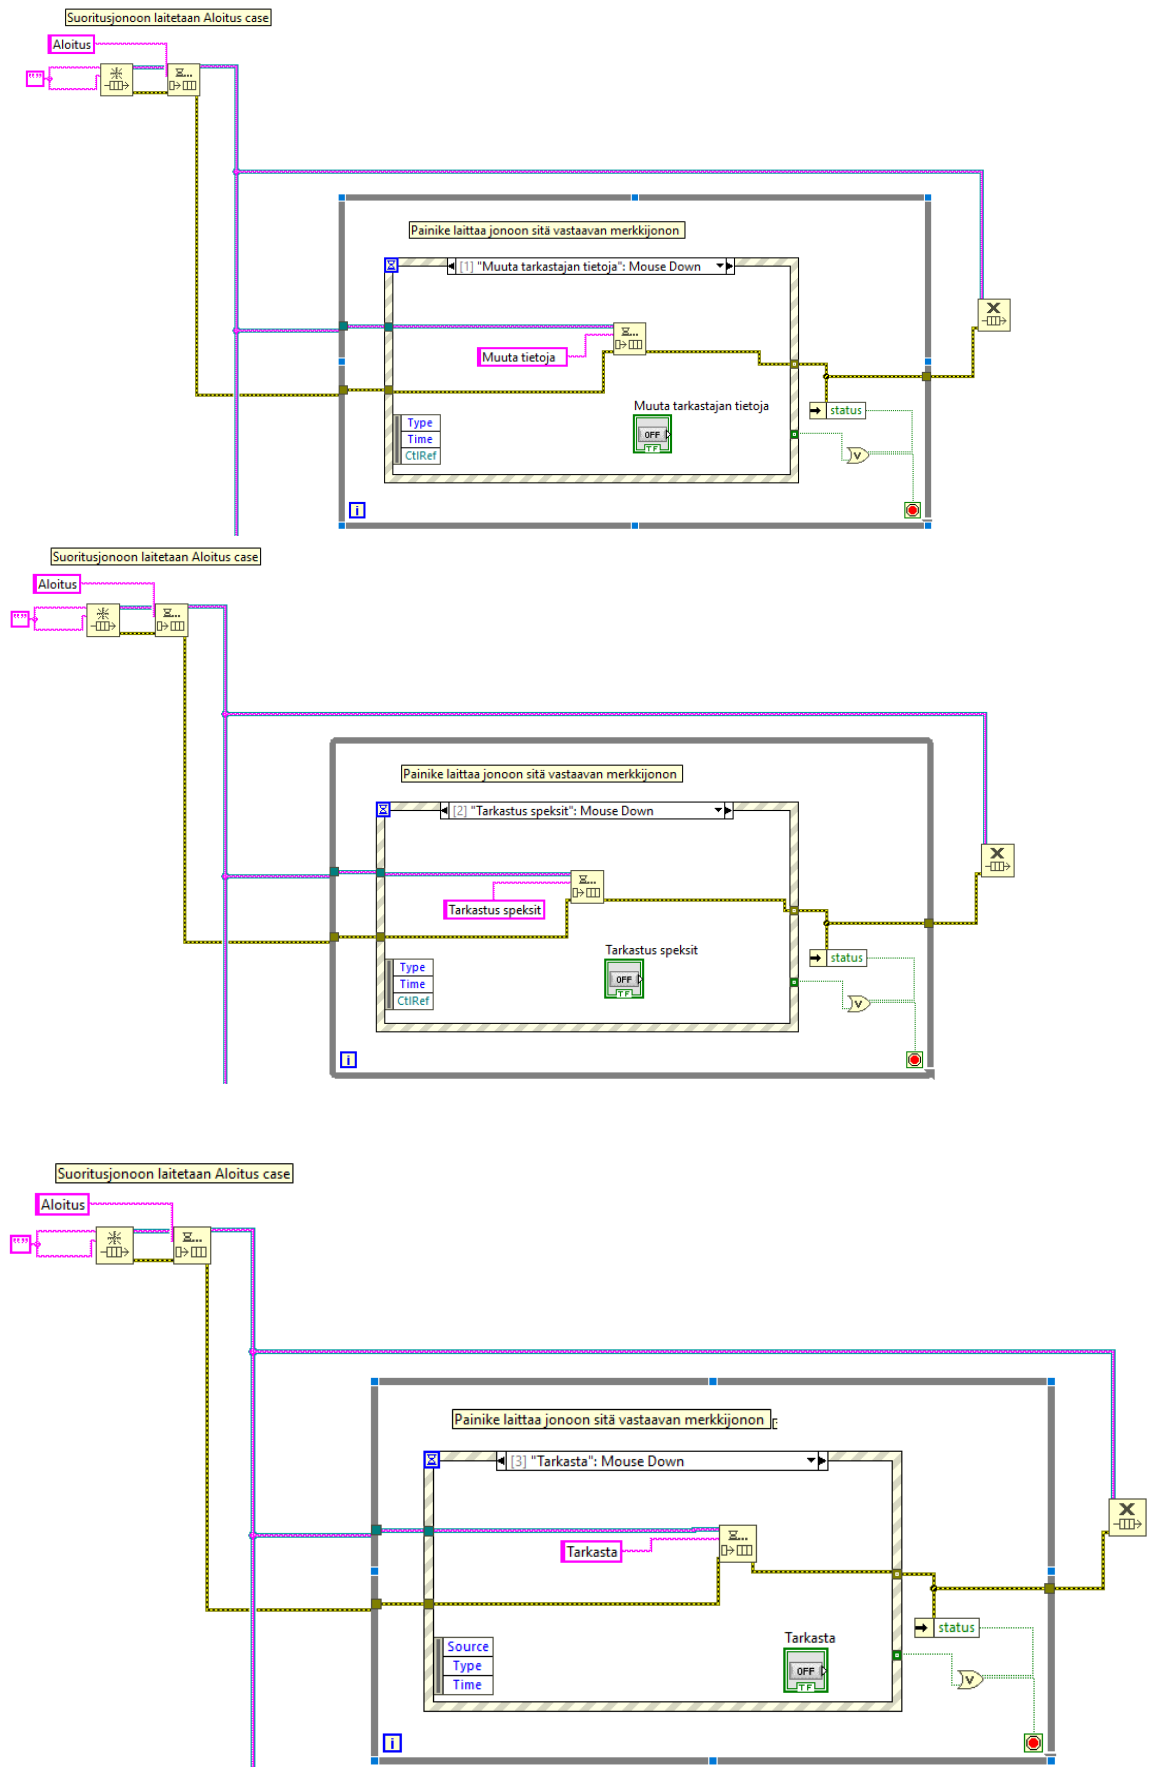 Suoritusjonoon laitetaan Aloitus case
Aloitus
""
Painike laittaa jonoon sitä vastaavan merkkijonon
[1] "Muuta tarkastajan tietoja": Mouse Down
Muuta tietoja
Muuta tarkastajan tietoja
OFF
TF
Type
Time
CtlRef
status
V
i
X
Suoritusjonoon laitetaan Aloitus case
Aloitus
""
Painike laittaa jonoon sitä vastaavan merkkijonon
[2] "Tarkastus speksit": Mouse Down
Tarkastus speksit
Tarkastus speksit
OFF
TF
Type
Time
CtlRef
status
V
i
X
Suoritusjonoon laitetaan Aloitus case
Aloitus
""
Painike laittaa jonoon sitä vastaavan merkkijonon
[3] "Tarkasta": Mouse Down
Tarkasta
Tarkasta
OFF
TF
Source
Type
Time
status
V
i
X